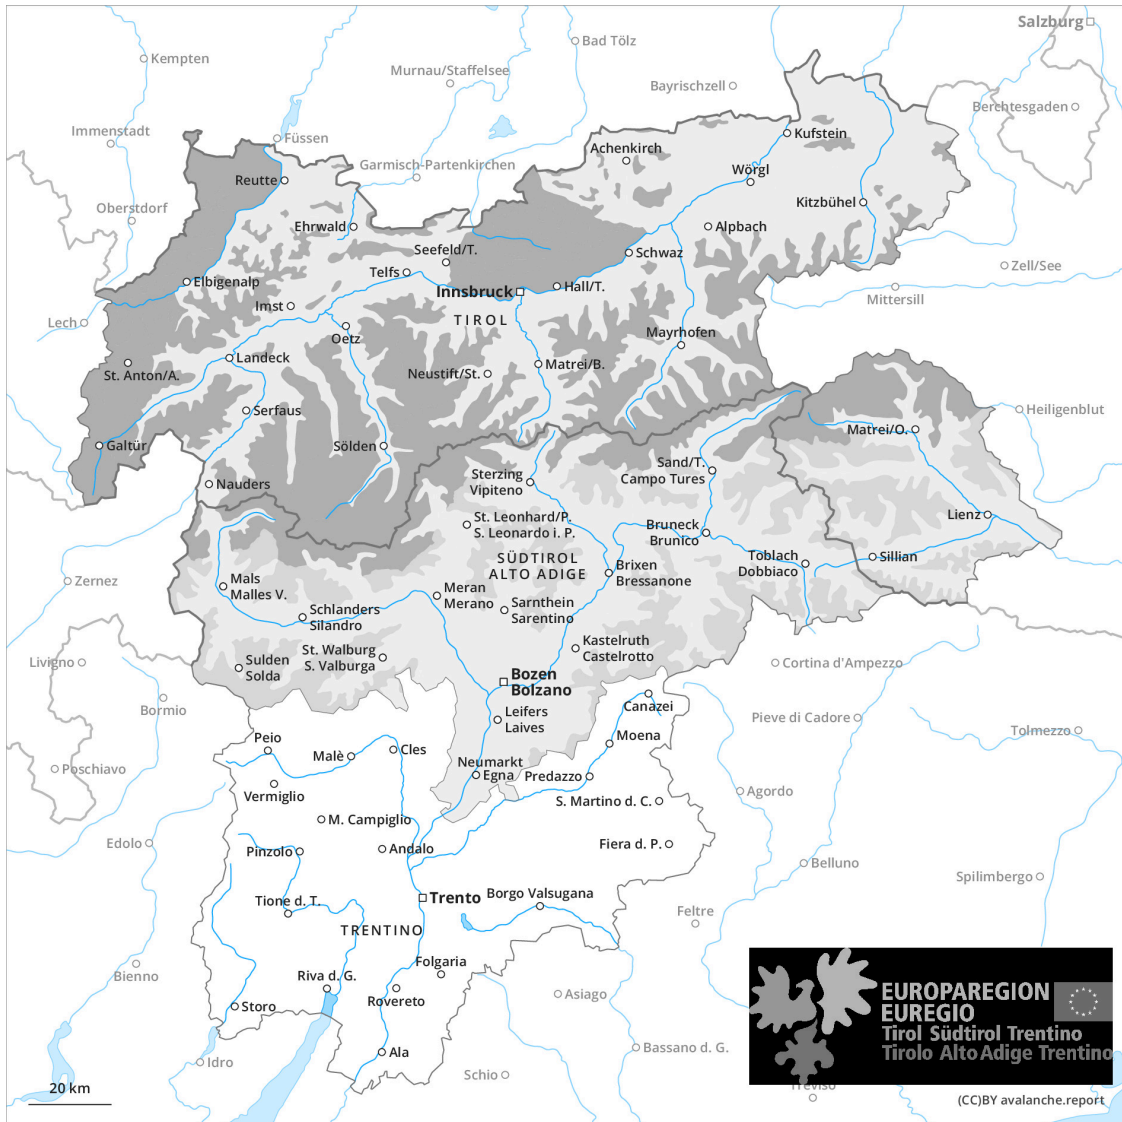 Salzburg
Bad Tölz
Kempten
Murnau/Staffelsee
Bayrischzell
Berchtesgaden
Immenstadt
Füssen
Kufstein
Achenkirch
Garmisch-Partenkirchen
Wörgl
Reutte
Kitzbühel
Oberstdorf
Ehrwald
Alpbach
Seefeld/T.
Schwaz
Telfs
Zell/See
Elbigenalp
Hall/T.
Innsbruck
Mittersill
Imst
TIROL
Lech
Oetz
Mayrhofen
Landeck
Matrei/B.
St. Anton/A.
Neustift/St.
Serfaus
Heiligenblut
Matrei/O.
Galtür
Sölden
Sand/T.
Campo Tures
Sterzing
Vipiteno
Nauders
St. Leonhard/P.
S. Leonardo i. P.
Lienz
Bruneck
Brunico
SÜDTIROL
ALTO ADIGE
Toblach
Dobbiaco
Sillian
Brixen
Bressanone
Zernez
Mals
Malles V.
Meran
Merano
Sarnthein
Sarentino
Schlanders
Silandro
Kastelruth
Castelrotto
St. Walburg
S. Valburga
Livigno
Sulden
Solda
Cortina d'Ampezzo
Bozen
Bolzano
Bormio
Canazei
Leifers
Laives
Pieve di Cadore
Tolmezzo
Peio
Moena
Malè
Cles
Neumarkt
Egna
Predazzo
Poschiavo
Vermiglio
Agordo
S. Martino d. C.
M. Campiglio
Edolo
Fiera d. P.
Pinzolo
Andalo
Belluno
Spilimbergo
Tione d. T.
Trento
Borgo Valsugana
Feltre
TRENTINO
Bienno
Riva d. G.
Folgaria
Rovereto
Asiago
Storo
EUROPAREGION
EUREGIO
Tirol Südtirol Trentino
Tirolo Alto Adige Trentino
Ala
Bassano d. G.
Idro
Schio
Treviso
20 km
(CC)BY avalanche.report